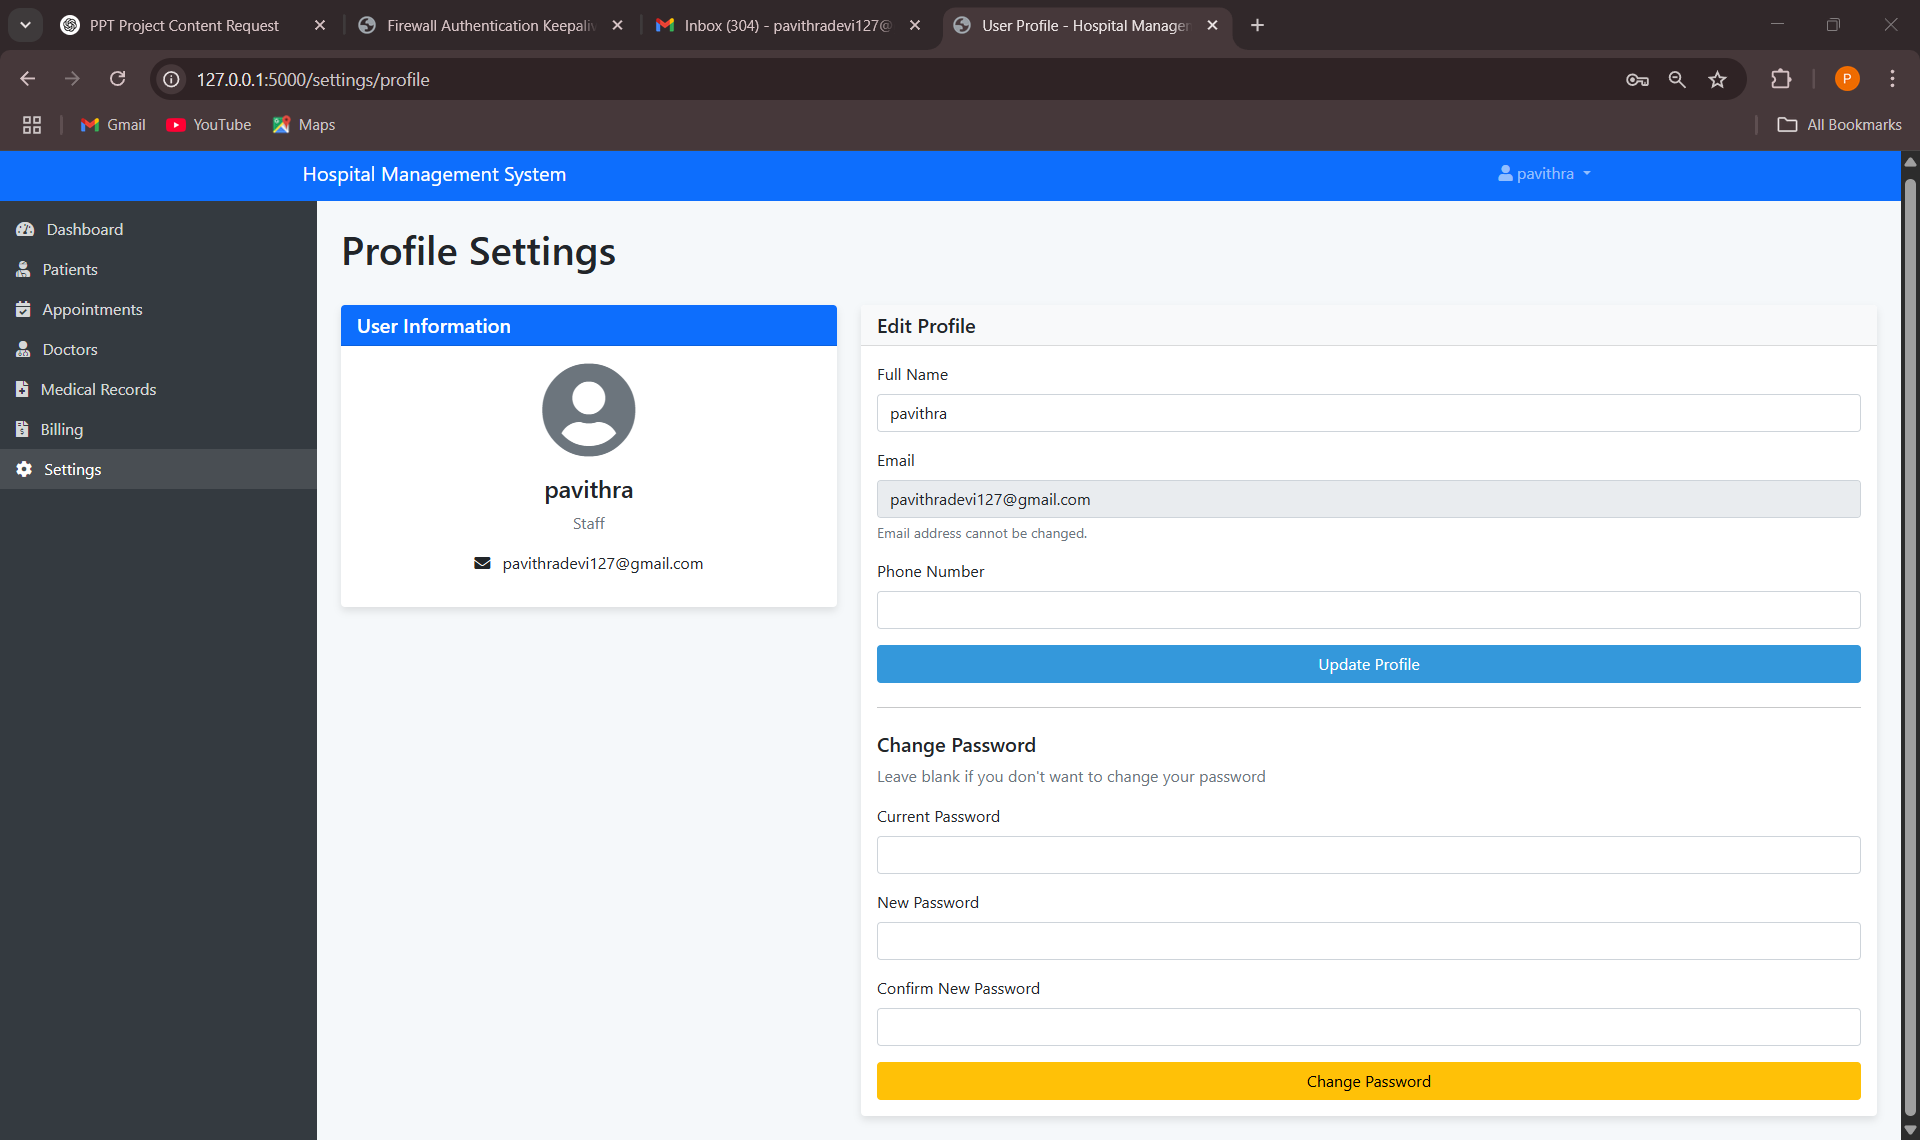 PPT Project Content Request
Firewall Authentication Keepaliv
Inbox (304) - pavithradevi127@
User Profile - Hospital Manager
127.0.0.1:5000/settings/profile
P
Gmail
YouTube
Maps
All Bookmarks
Hospital Management System
pavithra
Dashboard
Patients
Appointments
Doctors
Medical Records
Billing
Settings
Profile Settings
User Information
pavithra
Staff
pavithradevi127@gmail.com
Edit Profile
Full Name
pavithra
Email
pavithradevi127@gmail.com
Email address cannot be changed.
Phone Number
Update Profile
Change Password
Leave blank if you don't want to change your password
Current Password
New Password
Confirm New Password
Change Password